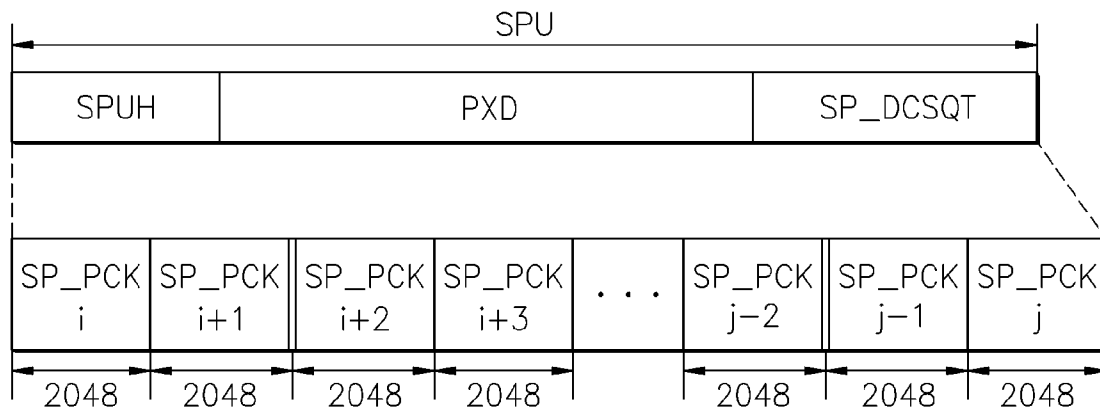 SPU
SPUH PXD SP_DCSQT
SP_PCK SP_PCK SP_PCK SP_PCK . . . SP_PCK SP_PCK SP_PCK
i i+1 i+2 i+3 j-2 j-1 j
2048 2048 2048 2048 2048 2048 2048